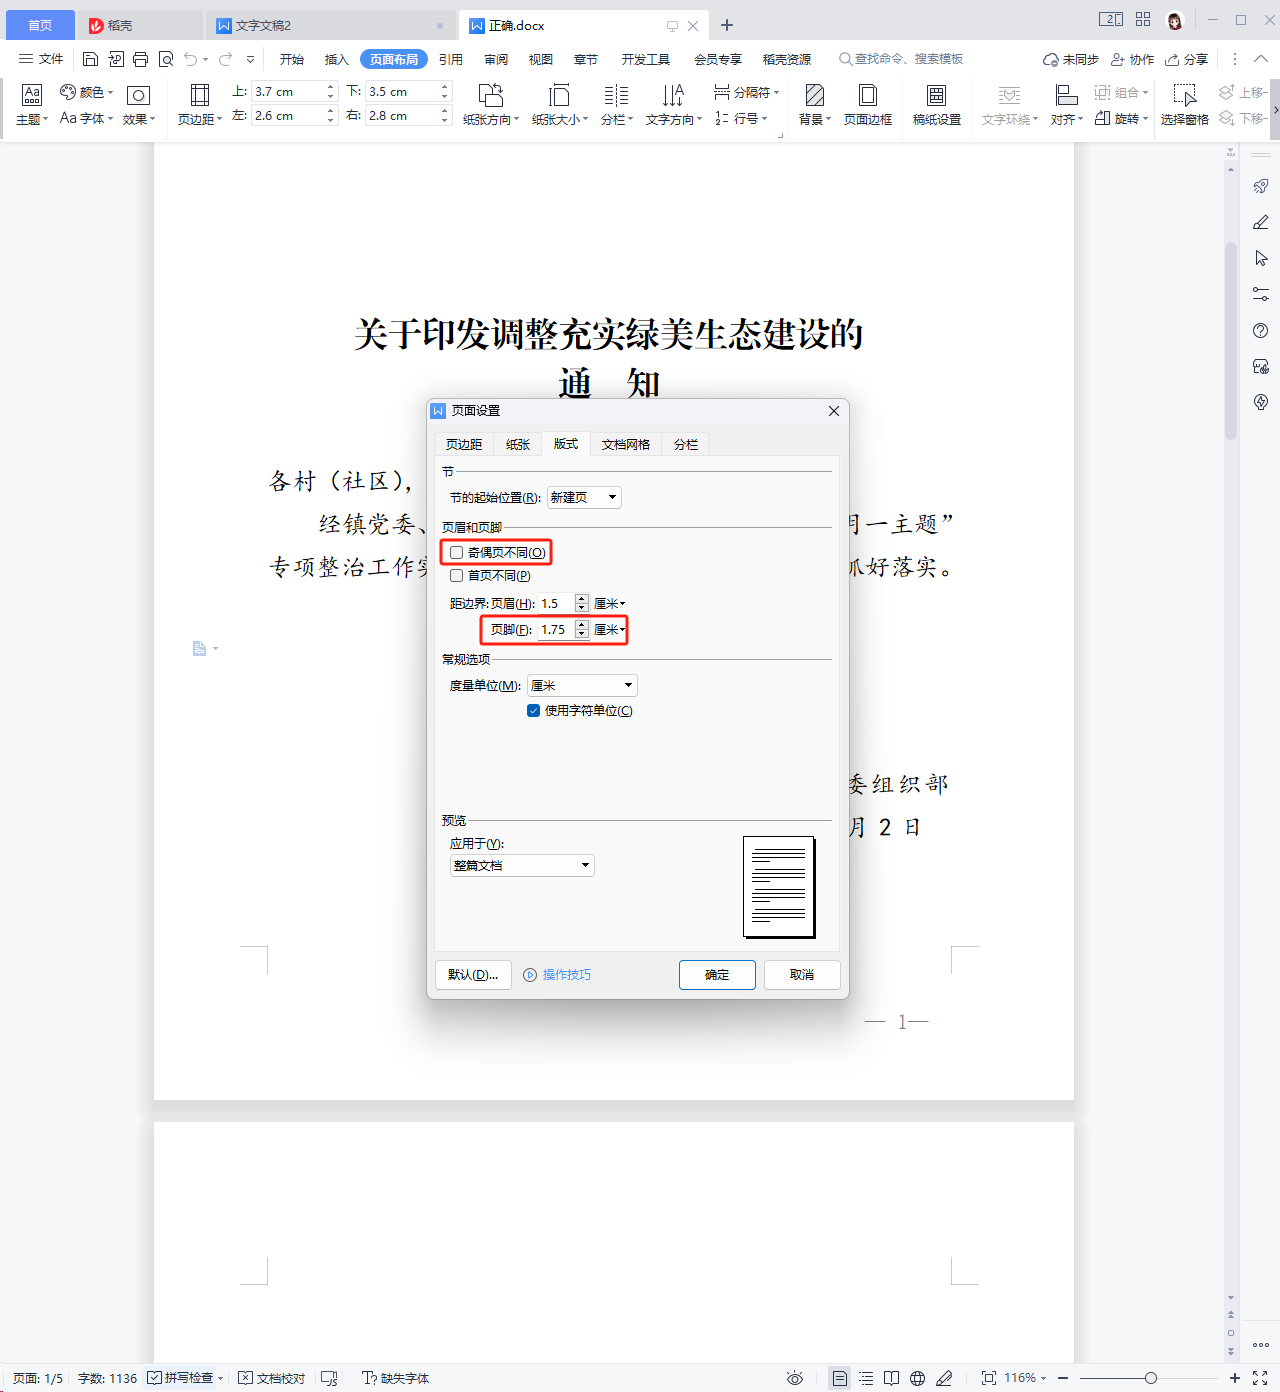 首页 稻壳 文字文稿2 正确.docx
文件 开始 插入 页面布局 引用 审阅 视图 章节 开发工具 会员专享 稻壳资源 查找命令、搜索模板 未同步 协作 分享
颜色 上: 3.7 cm 下: 3.5 cm 分隔符 组合 上移
主题 Aa 字体 效果 页边距 左: 2.6 cm 右: 2.8 cm 纸张方向 纸张大小 分栏 文字方向 行号 背景 页面边框 稿纸设置 文字环绕 对齐 旋转 选择窗格 下移
关于印发调整充实绿美生态建设的
通 知
页面设置
页边距 纸张 版式 文档网格 分栏
节
各村（社区），
节的起始位置(R): 新建页
经镇党委、 月一主题”
页眉和页脚
奇偶页不同(O)
专项整治工作实 抓好落实。
首页不同(P)
距边界: 页眉(H): 1.5 厘米
页脚(F): 1.75 厘米
常规选项
度量单位(M): 厘米
使用字符单位(C)
委组织部
预览
月 2 日
应用于(Y):
整篇文档
默认(D)... 操作技巧 确定 取消
— 1—
页面: 1/5 字数: 1136 拼写检查 文档校对 缺失字体 116%